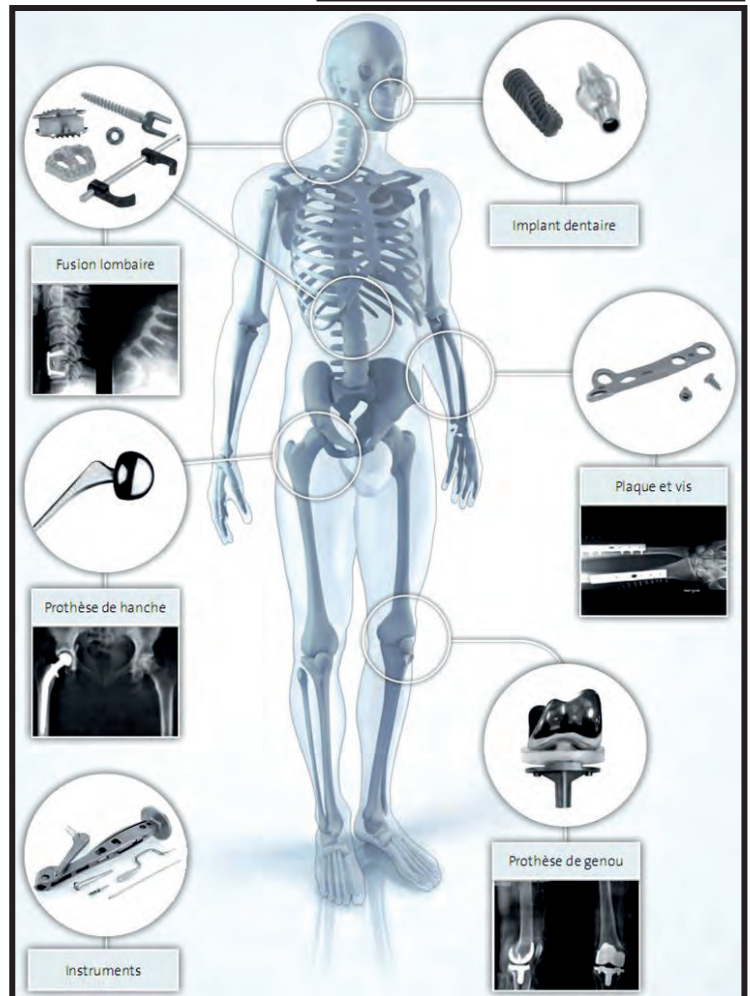 Implant dentaire
Fusion lombaire
Plaque et vis
Prothèse de hanche
Prothèse de genou
Instruments